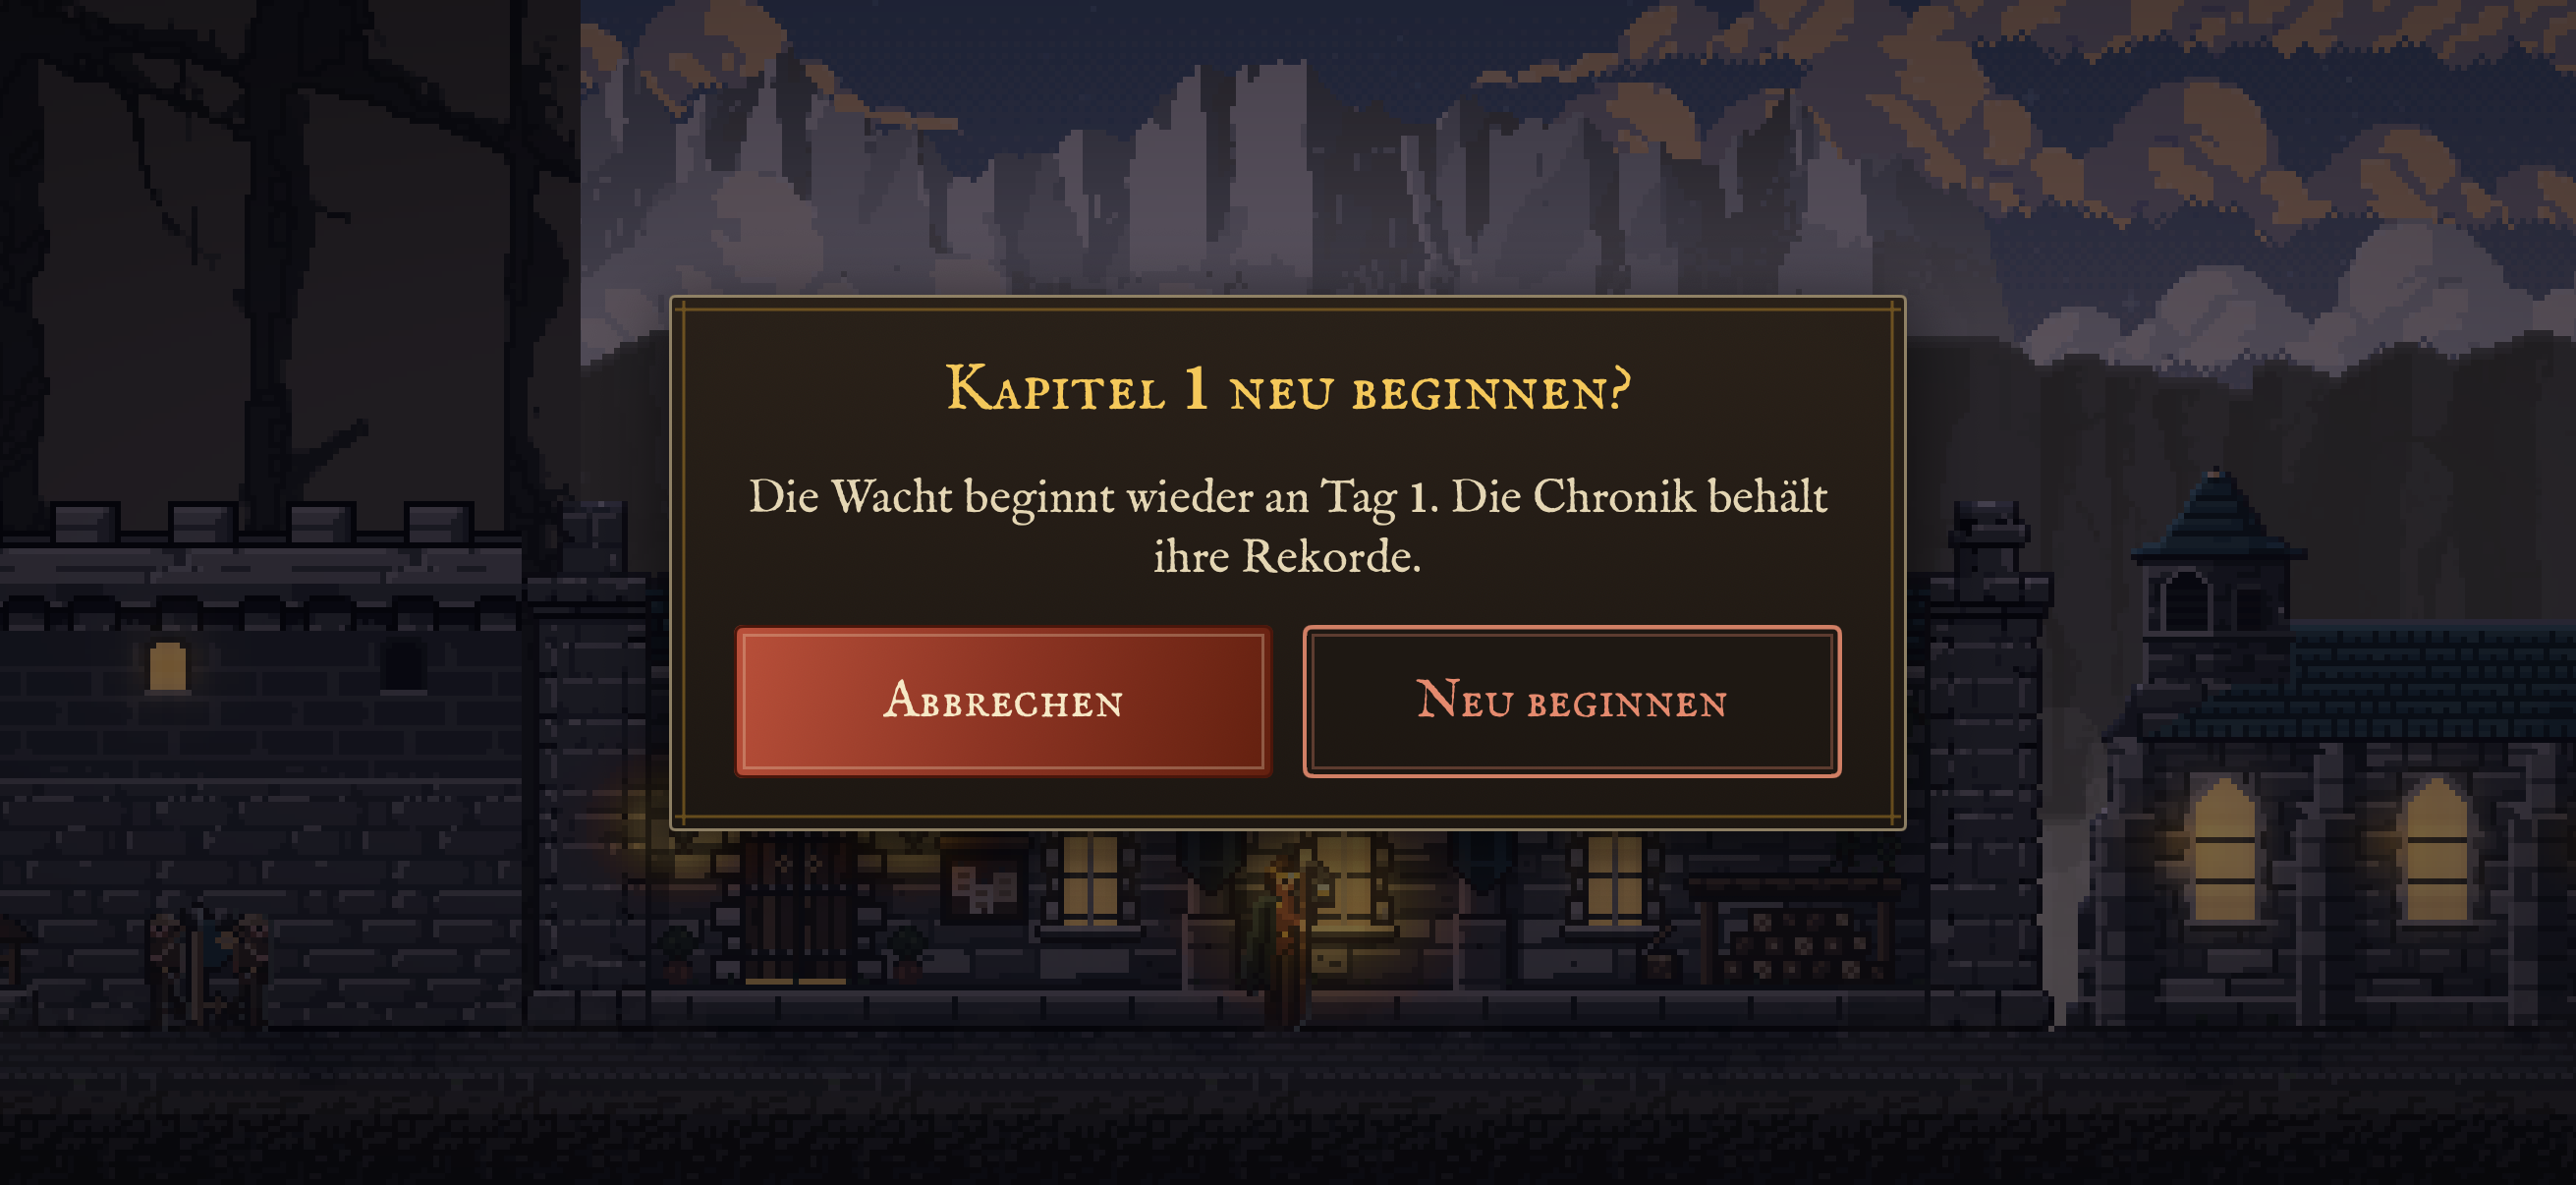 Kapitel 1 neu beginnen?
Die Wacht beginnt wieder an Tag 1. Die Chronik behält
ihre Rekorde.
Abbrechen
Neu beginnen